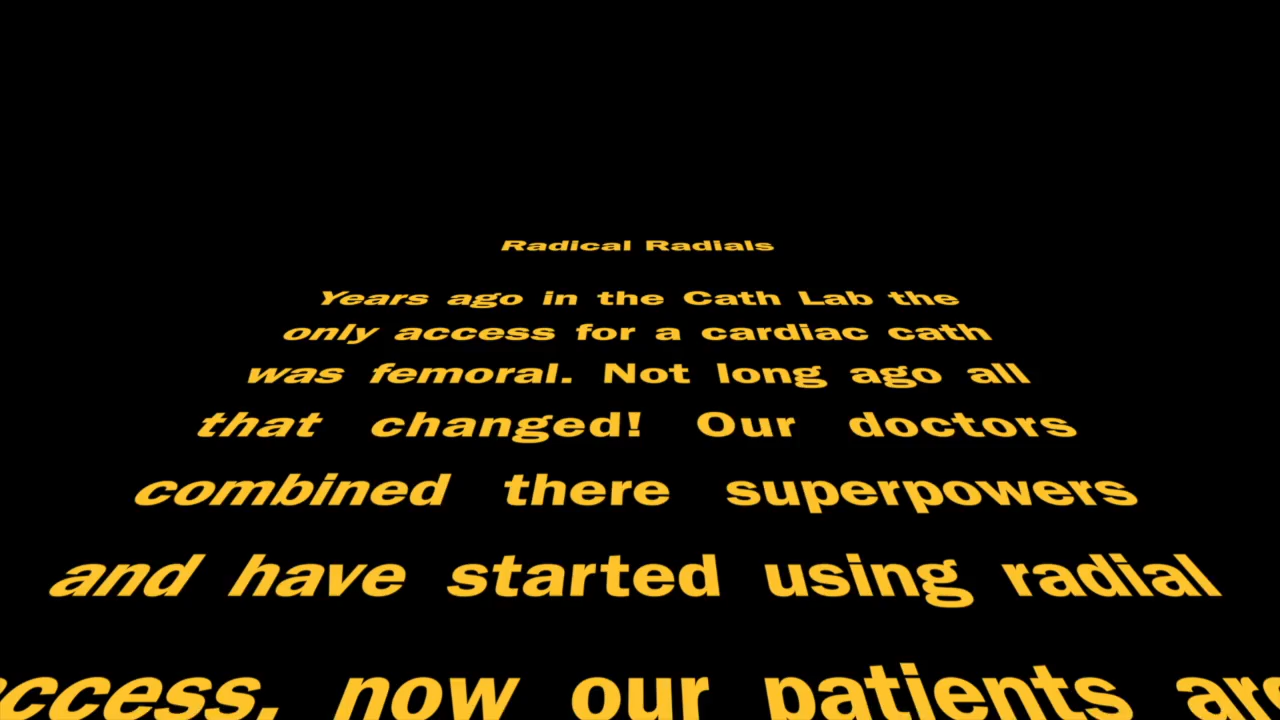 Radical Radials
Years ago in the Cath Lab the
only access for a cardiac cath
was femoral. Not long ago all
that changed! Our doctors
combined there superpowers
and have started using radial
access, now our patients are